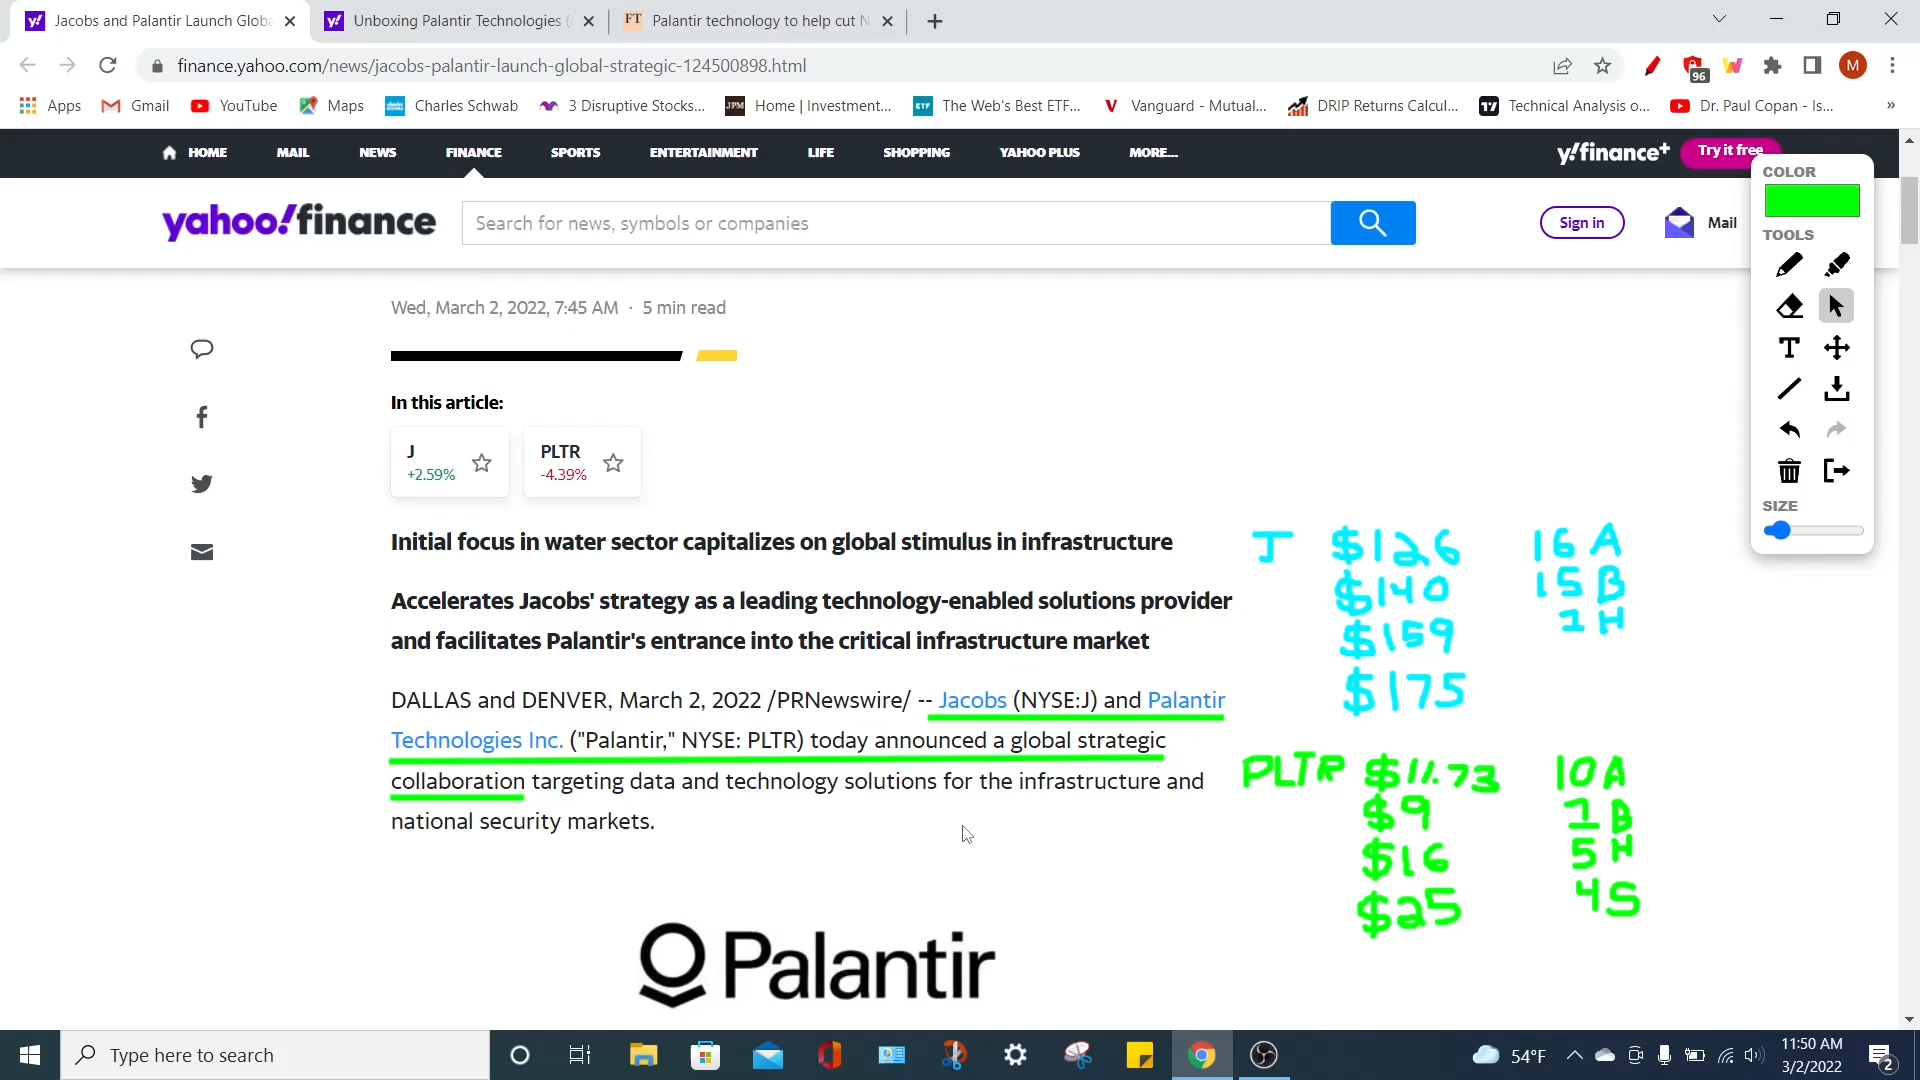 Jacobs and Palantir Launch Globa
Unboxing Palantir Technologies (
FT Palantir technology to help cut N
finance.yahoo.com/news/jacobs-palantir-launch-global-strategic-124500898.html
96
M
Apps
Gmail
YouTube
Maps
Charles Schwab
3 Disruptive Stocks...
JPM Home | Investment...
ETF The Web's Best ETF...
V Vanguard - Mutual...
DRIP Returns Calcul...
Technical Analysis o...
Dr. Paul Copan - Is...
»
HOME
MAIL
NEWS
FINANCE
SPORTS
ENTERTAINMENT
LIFE
SHOPPING
YAHOO PLUS
MORE...
y!finance+
Try it free
yahoo!finance
Search for news, symbols or companies
Sign in
Mail
COLOR
TOOLS
T
SIZE
Wed, March 2, 2022, 7:45 AM · 5 min read
In this article:
J
+2.59%
PLTR
-4.39%
Initial focus in water sector capitalizes on global stimulus in infrastructure
Accelerates Jacobs' strategy as a leading technology-enabled solutions provider
and facilitates Palantir's entrance into the critical infrastructure market
DALLAS and DENVER, March 2, 2022 /PRNewswire/ -- Jacobs (NYSE:J) and Palantir
Technologies Inc. ("Palantir," NYSE: PLTR) today announced a global strategic
collaboration targeting data and technology solutions for the infrastructure and
national security markets.
J $126 16 A
$140 15 B
$159 1 H
$175
PLTR $11.73 10 A
$9 1 B
$16 5 H
$25 4 S
Palantir
Type here to search
54°F
11:50 AM
3/2/2022
2